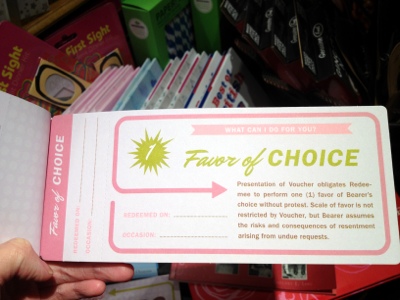 First Sight
First Sight
WHAT CAN I DO FOR YOU?
1
Favor of CHOICE
Presentation of Voucher obligates Redee-
mee to perform one (1) favor of Bearer's
choice without protest. Scale of favor is not
restricted by Voucher, but Bearer assumes
the risks and consequences of resentment
arising from undue requests.
REDEEMED ON:
OCCASION:
Favor of CHOICE
REDEEMED ON:
OCCASION: